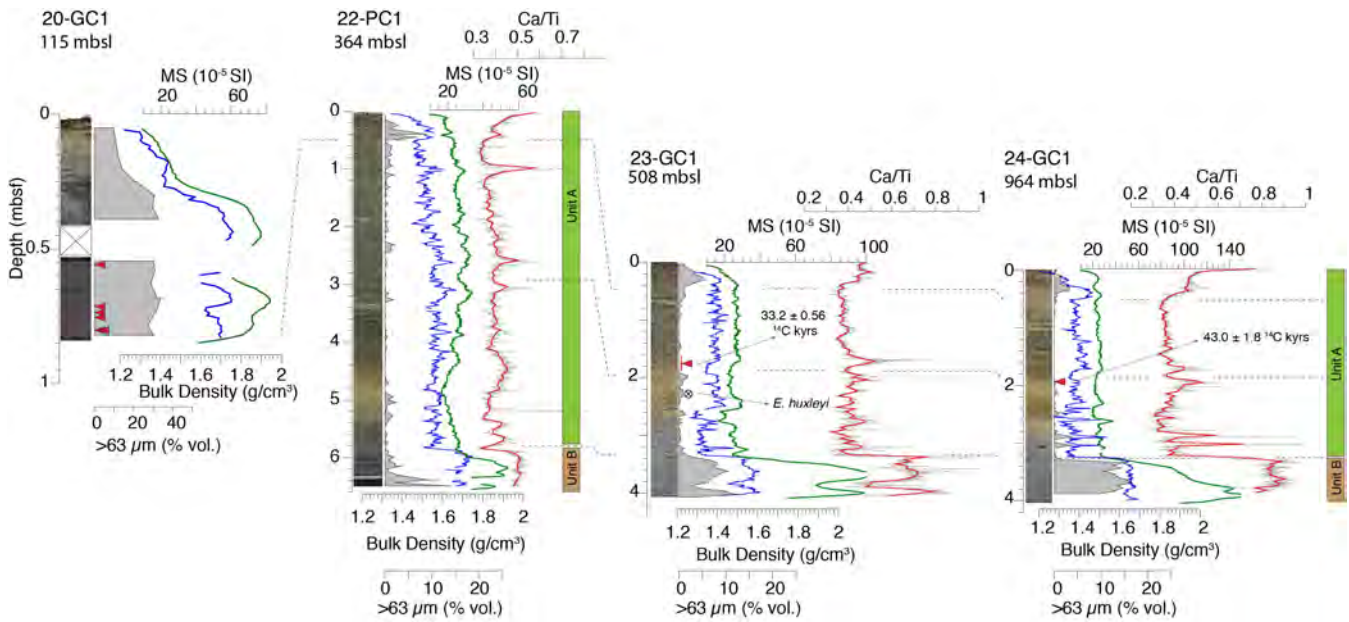 20-GC1
115 mbsl
MS (10⁻⁵ SI)
20 60
Depth (mbsf)
0
0.5
1
1.2 1.4 1.6 1.8 2
Bulk Density (g/cm³)
0 20 40
>63 µm (% vol.)
22-PC1
364 mbsl
Ca/Ti
0.3 0.5 0.7
MS (10⁻⁵ SI)
20 60
0
1
2
3
4
5
6
Unit A
Unit B
1.2 1.4 1.6 1.8 2
Bulk Density (g/cm³)
0 10 20
>63 µm (% vol.)
23-GC1
508 mbsl
Ca/Ti
0.2 0.4 0.6 0.8 1
MS (10⁻⁵ SI)
20 60 100
0
2
4
33.2 ± 0.56
¹⁴C kyrs
E. huxleyi
1.2 1.4 1.6 1.8 2
Bulk Density (g/cm³)
0 10 20
>63 µm (% vol.)
24-GC1
964 mbsl
Ca/Ti
0.2 0.4 0.6 0.8 1
MS (10⁻⁵ SI)
20 60 100 140
0
2
4
43.0 ± 1.8 ¹⁴C kyrs
Unit A
Unit B
1.2 1.4 1.6 1.8 2
Bulk Density (g/cm³)
0 10 20
>63 µm (% vol.)